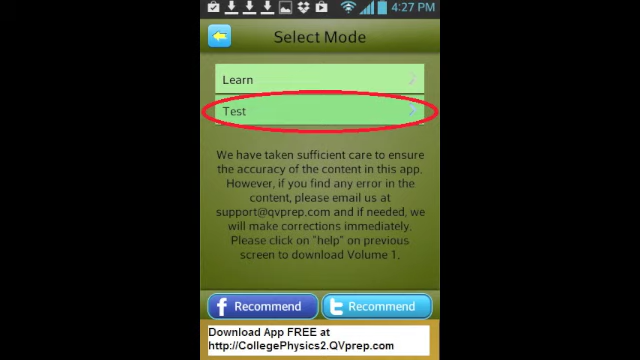 4:27 PM
Select Mode
Learn
Test
We have taken sufficient care to ensure
the accuracy of the content in this app.
However, if you find any error in the
content, please email us at
support@qvprep.com and if needed, we
will make corrections immediately.
Please click on "help" on previous
screen to download Volume 1.
f Recommend
t Recommend
Download App FREE at
http://CollegePhysics2.QVprep.com